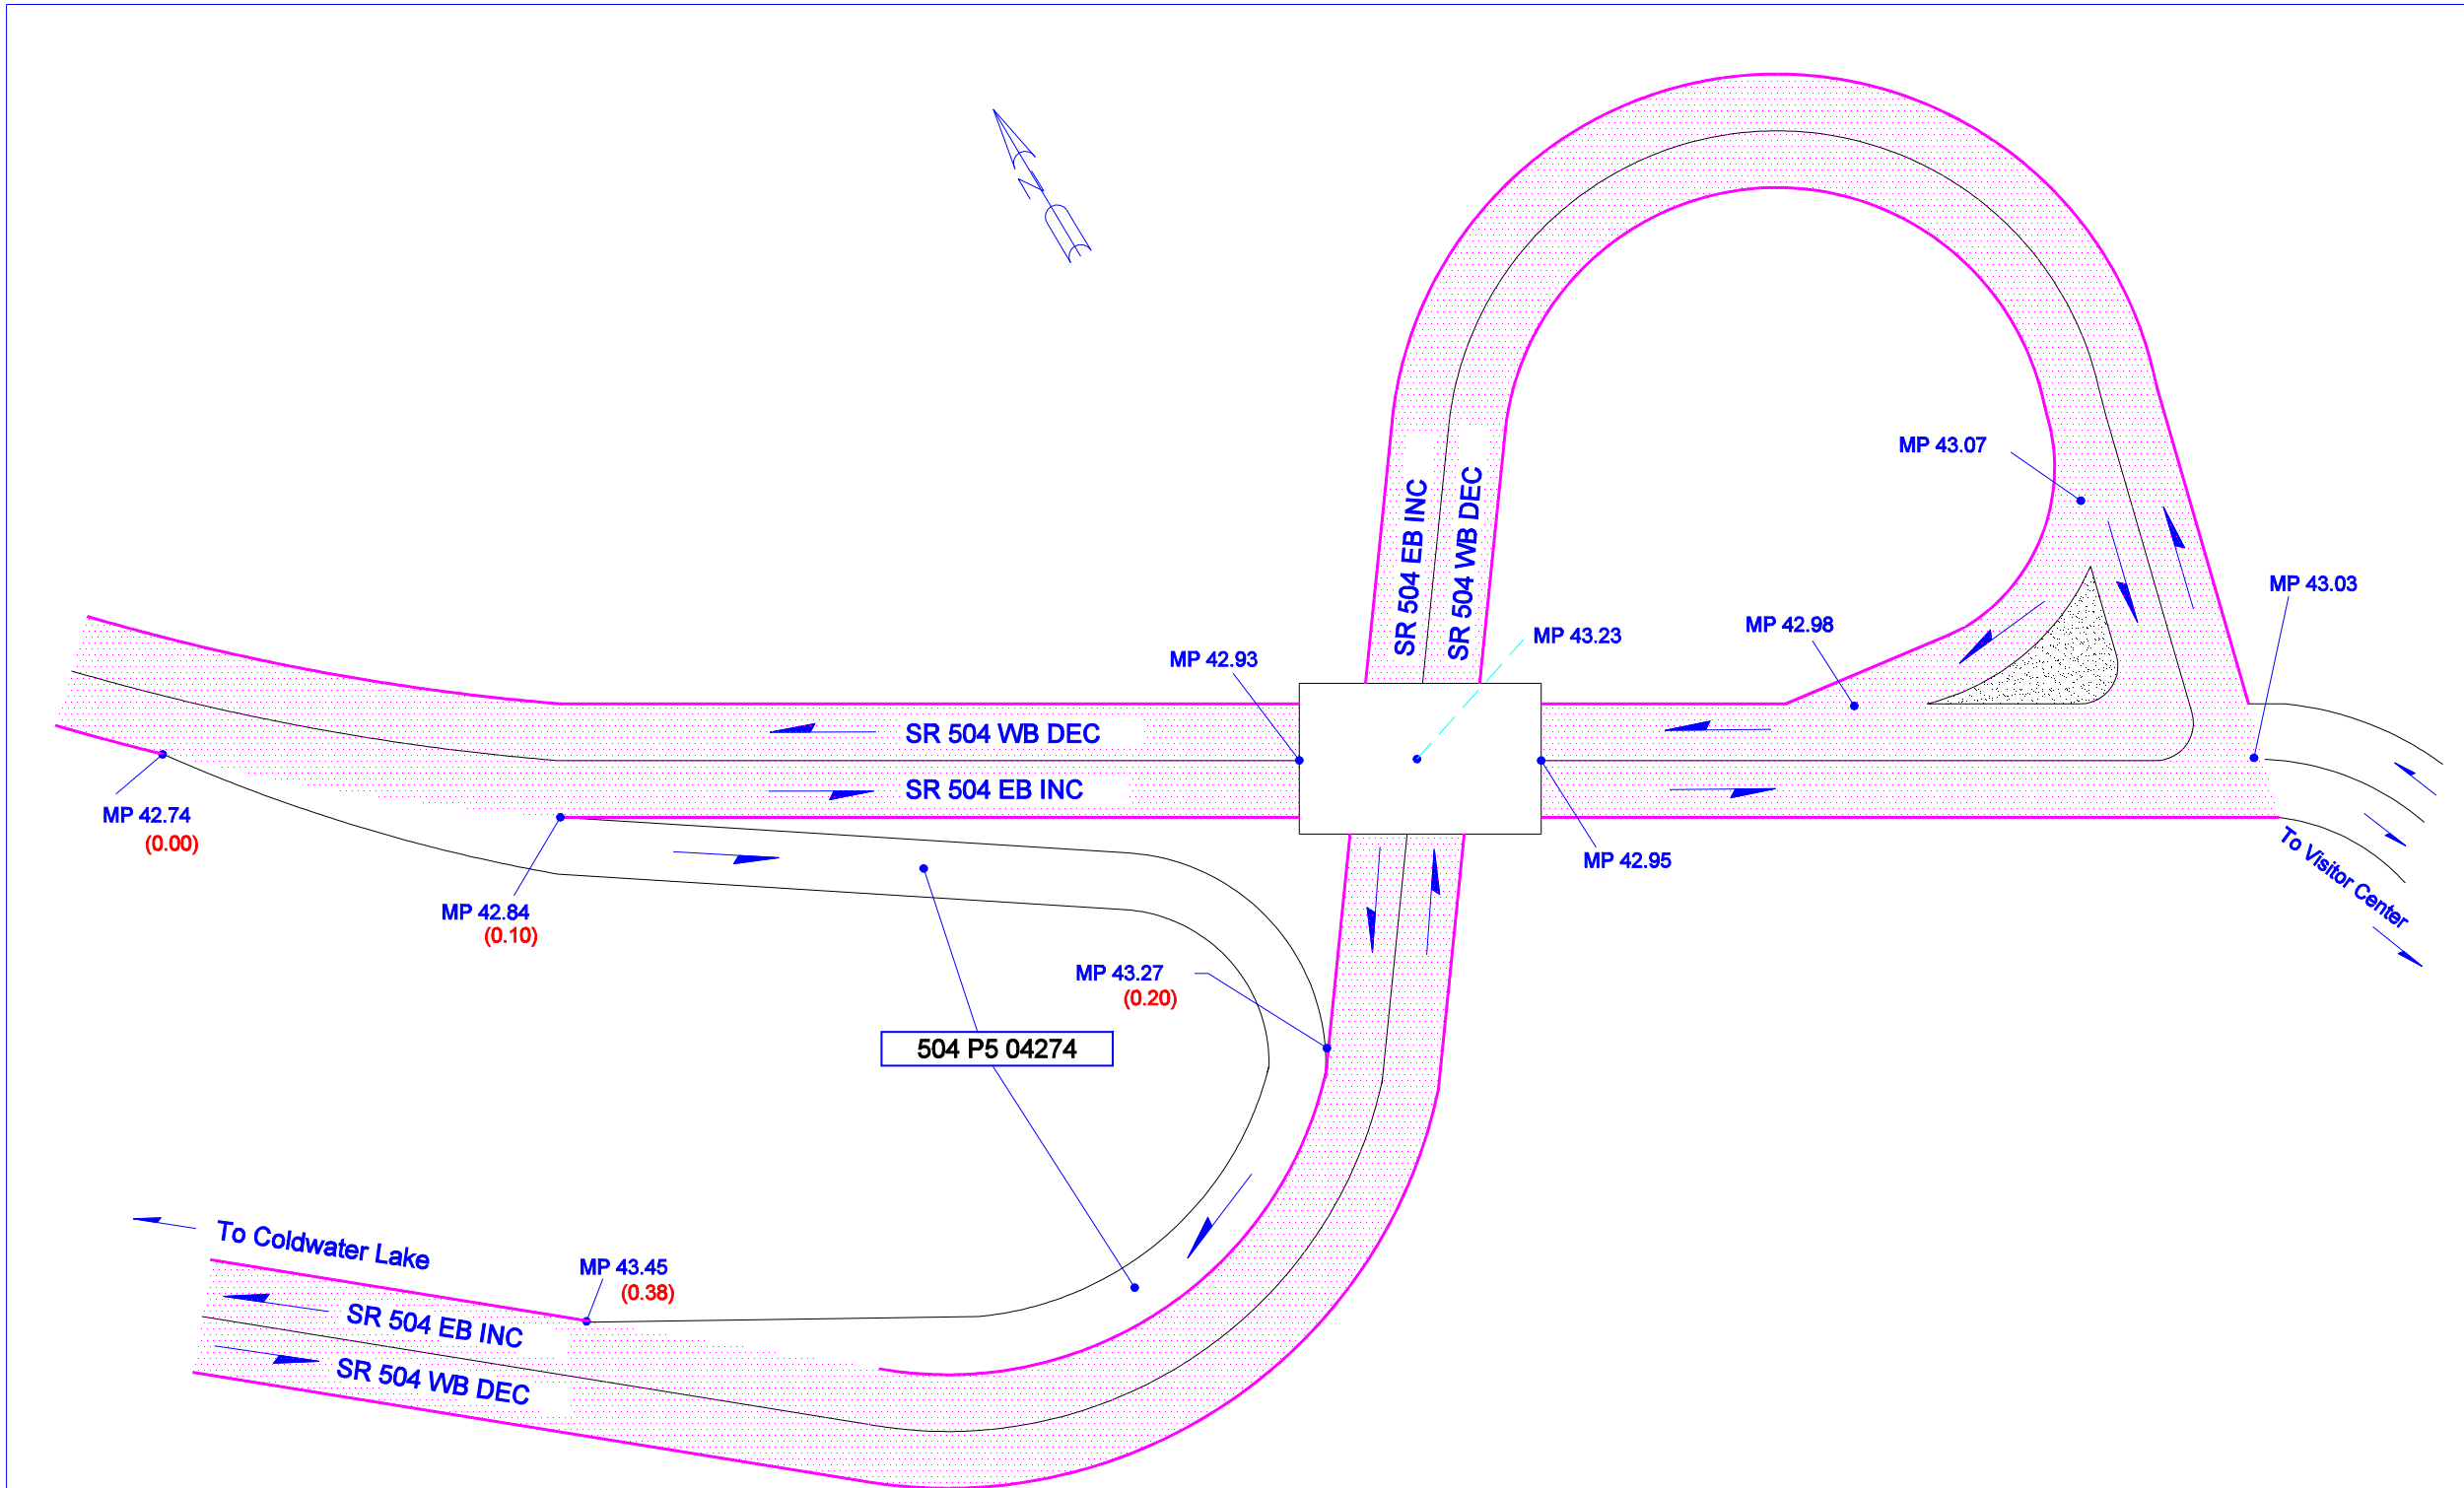 N
MP 43.07
SR 504 EB INC
SR 504 WB DEC
MP 43.03
MP 42.98
MP 43.23
MP 42.93
SR 504 WB DEC
SR 504 EB INC
MP 42.74
(0.00)
MP 42.84
(0.10)
MP 42.95
To Visitor Center
MP 43.27
(0.20)
504 P5 04274
To Coldwater Lake
MP 43.45
(0.38)
SR 504 EB INC
SR 504 WB DEC